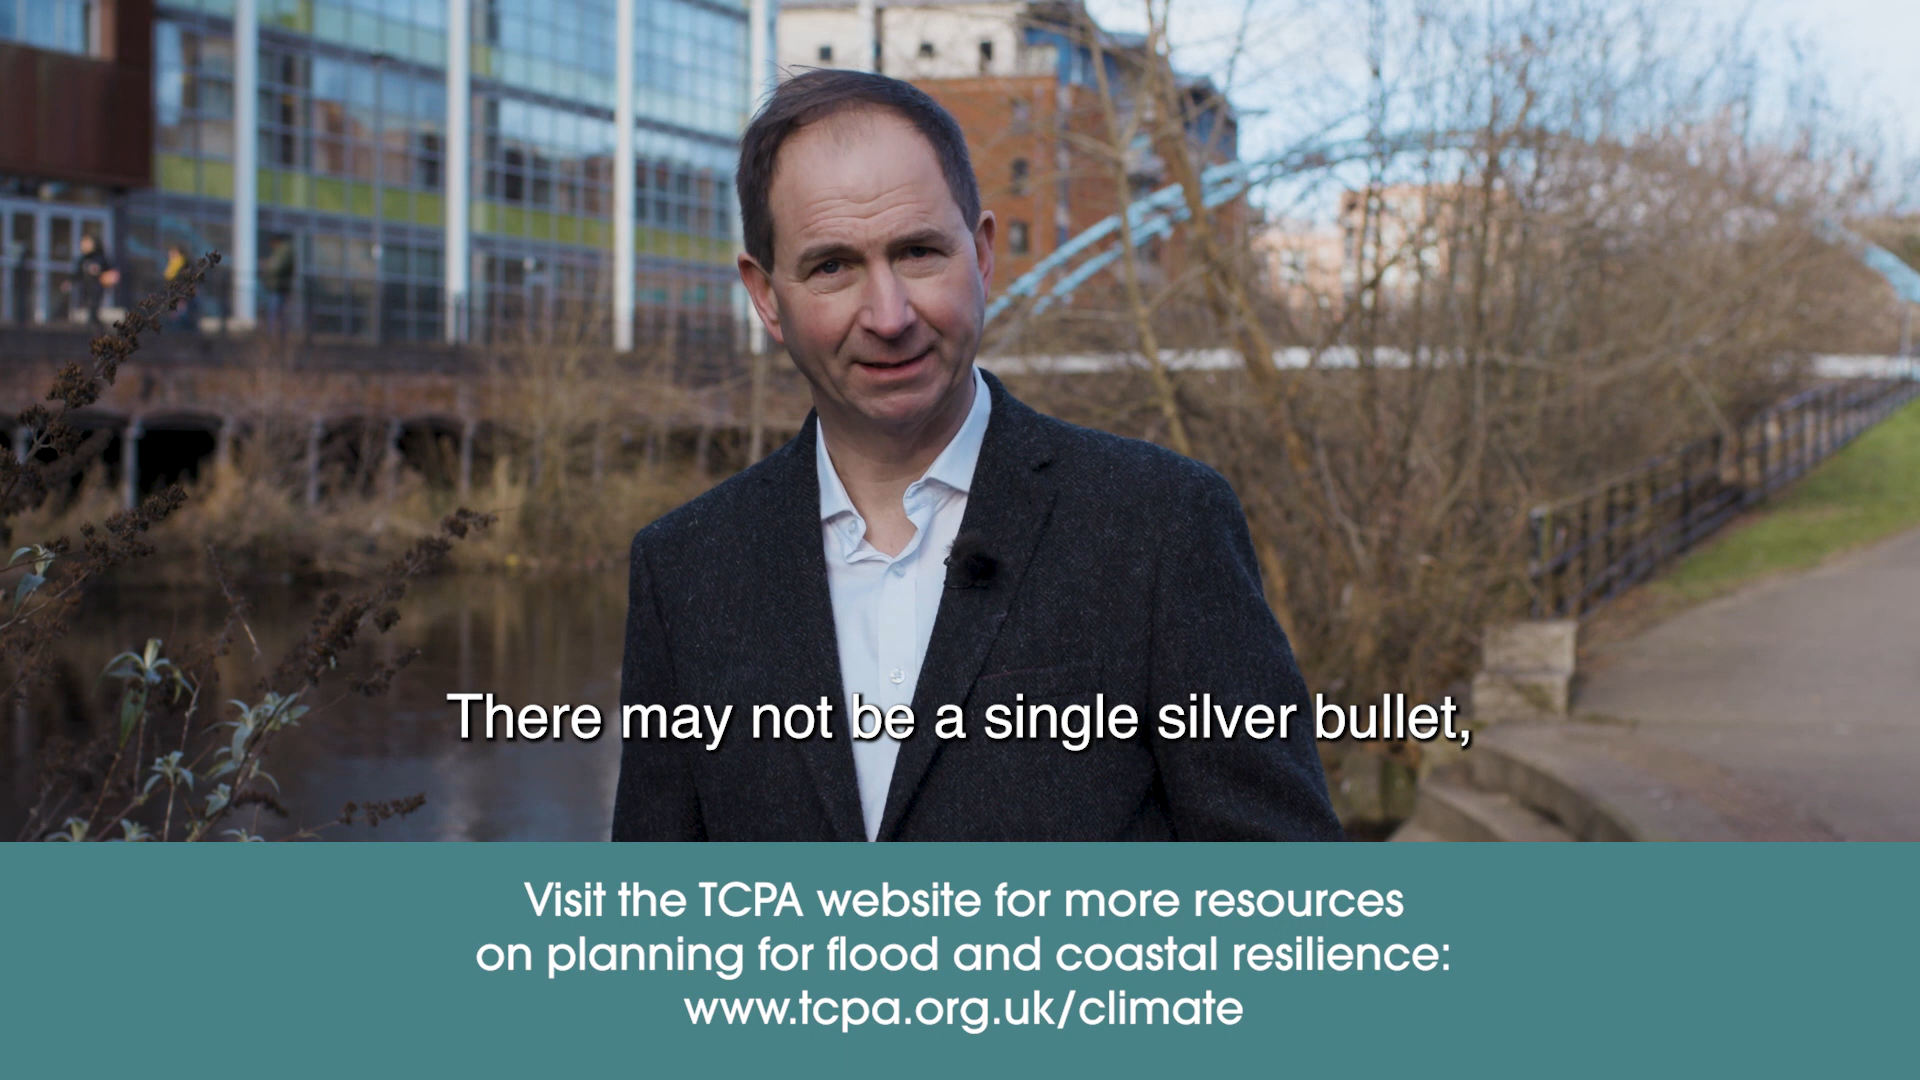 There may not be a single silver bullet,
Visit the TCPA website for more resources
on planning for flood and coastal resilience:
www.tcpa.org.uk/climate